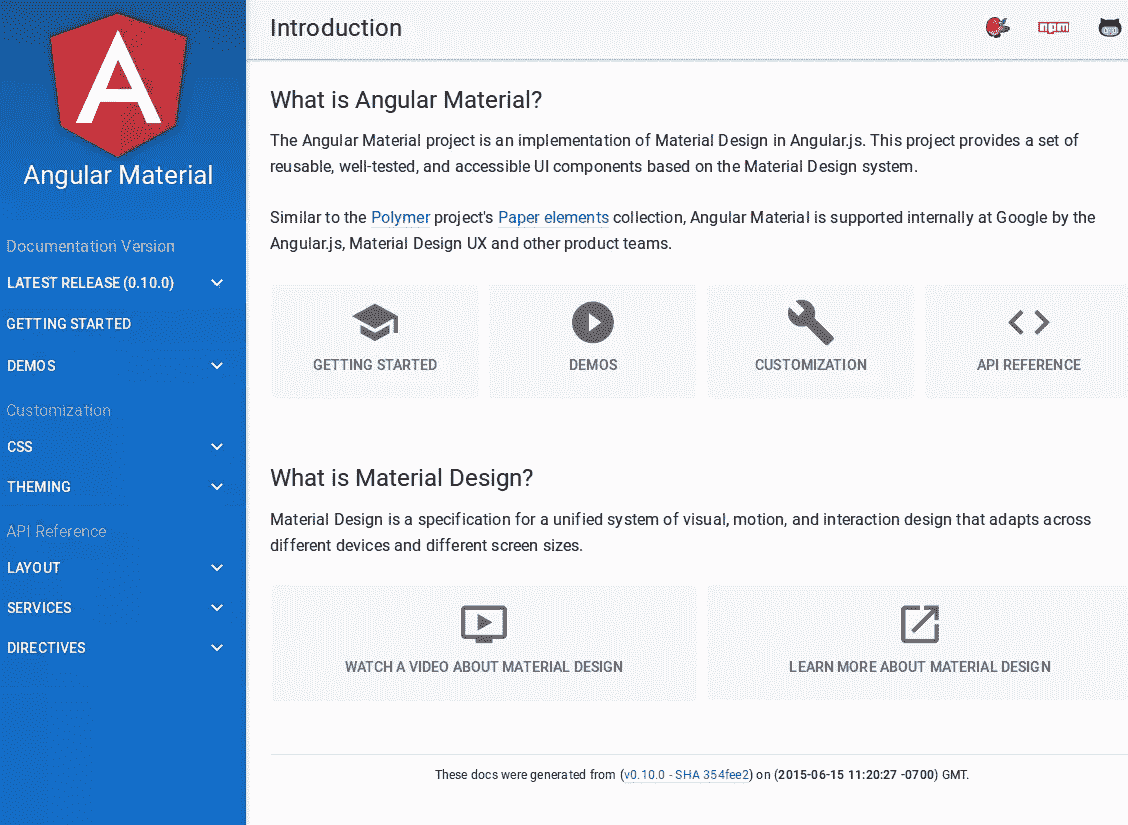 A
Angular Material
Documentation Version
LATEST RELEASE (0.10.0)
GETTING STARTED
DEMOS
Customization
CSS
THEMING
API Reference
LAYOUT
SERVICES
DIRECTIVES
Introduction
npm
What is Angular Material?
The Angular Material project is an implementation of Material Design in Angular.js. This project provides a set of
reusable, well-tested, and accessible UI components based on the Material Design system.
Similar to the Polymer project's Paper elements collection, Angular Material is supported internally at Google by the
Angular.js, Material Design UX and other product teams.
GETTING STARTED
DEMOS
CUSTOMIZATION
API REFERENCE
What is Material Design?
Material Design is a specification for a unified system of visual, motion, and interaction design that adapts across
different devices and different screen sizes.
WATCH A VIDEO ABOUT MATERIAL DESIGN
LEARN MORE ABOUT MATERIAL DESIGN
These docs were generated from (v0.10.0 - SHA 354fee2) on (2015-06-15 11:20:27 -0700) GMT.